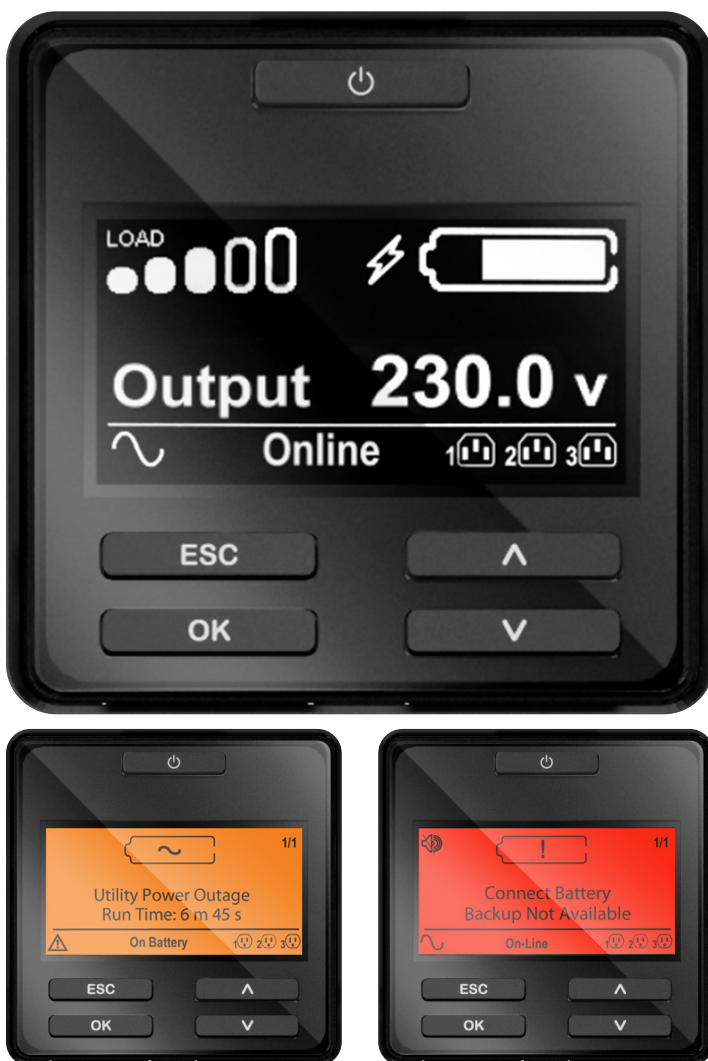 LOAD
Output 230.0 v
Online 1 2 3
ESC
OK
1/1
Utility Power Outage
Run Time: 6 m 45 s
On Battery 1 2 3
ESC
OK
!
1/1
Connect Battery
Backup Not Available
On-Line 1 2 3
ESC
OK